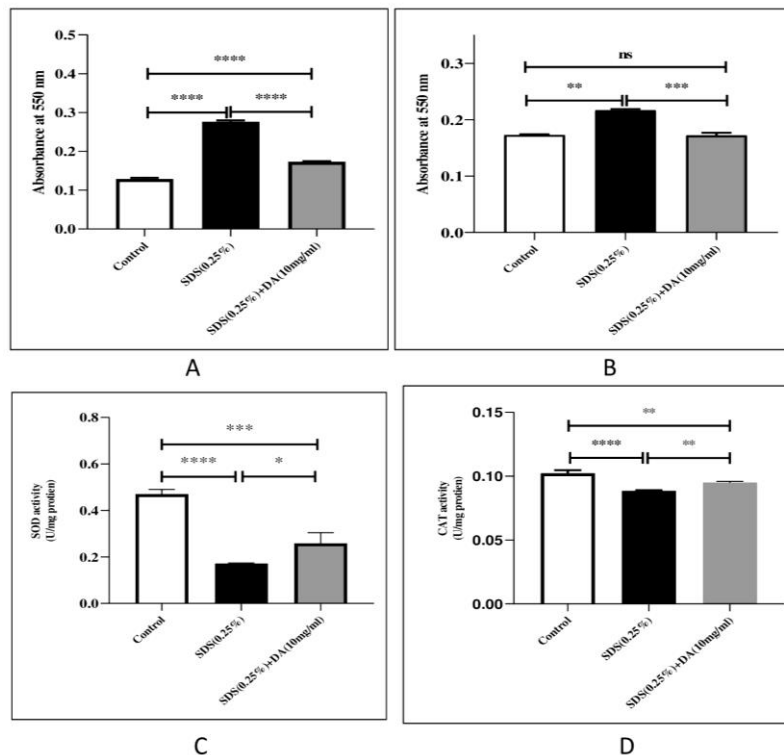 Absorbance at 550 nm
0.5
0.4
0.3
0.2
0.1
0.0
****
**** ****
Control
SDS(0.25%)
SDS(0.25%)+DA(10mg/ml)
A
Absorbance at 550 nm
0.3
0.2
0.1
0.0
ns
** ***
Control
SDS(0.25%)
SDS(0.25%)+DA(10mg/ml)
B
SOD activity
(U/mg protien)
0.8
0.6
0.4
0.2
0.0
***
**** *
Control
SDS(0.25%)
SDS(0.25%)+DA(10mg/ml)
C
CAT activity
(U/mg protien)
0.15
0.10
0.05
0.00
**
**** **
Control
SDS(0.25%)
SDS(0.25%)+DA(10mg/ml)
D